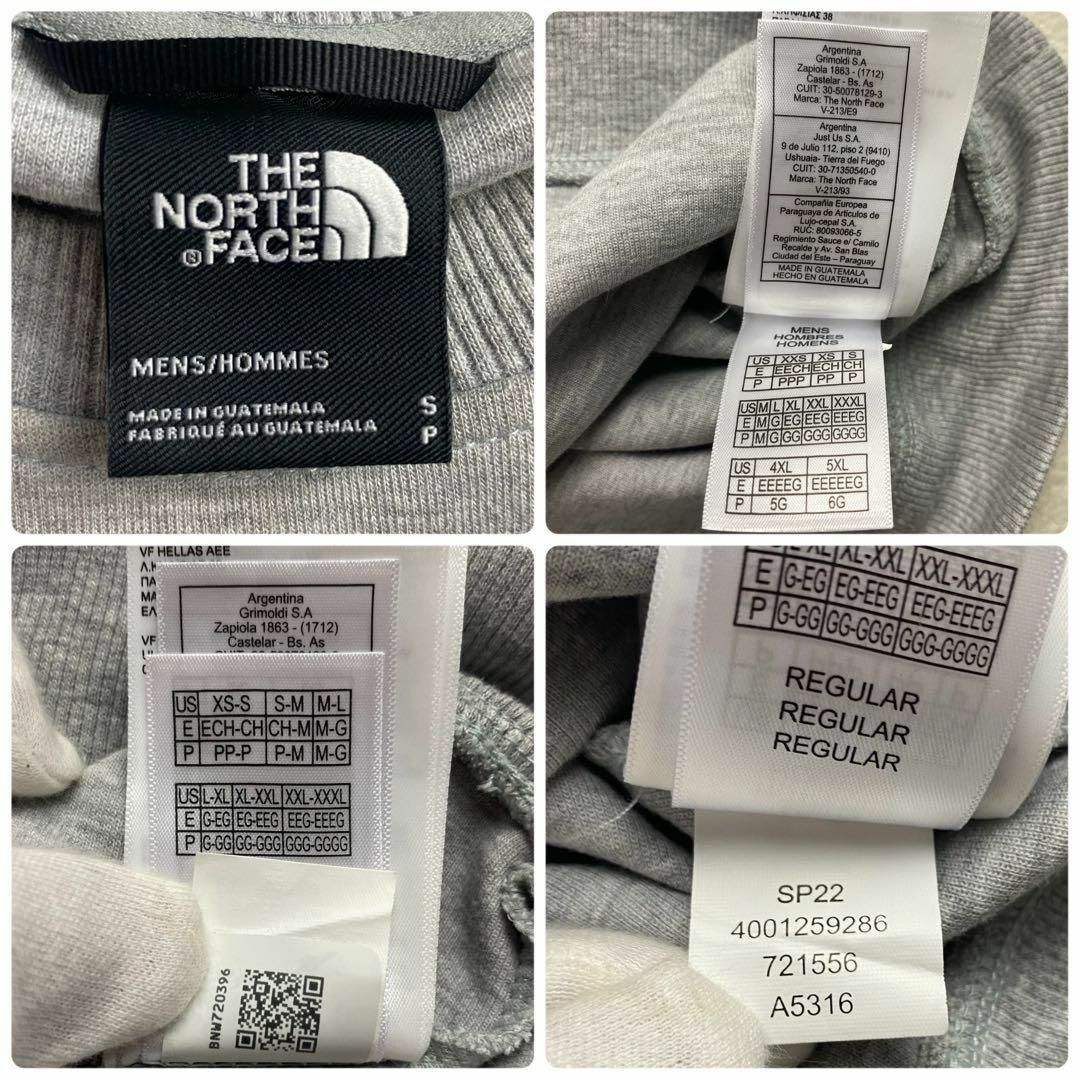 THE
NORTH
FACE
®
MENS/HOMMES
MADE IN GUATEMALA
FABRIQUÉ AU GUATEMALA
S
P
Argentina
Grimoldi S.A
Zapiola 1863 - (1712)
Castelar - Bs. As
CUIT: 30-50078129-3
Marca: The North Face
V-213/E9
Argentina
Just Us S.A.
9 de Julio 112, piso 2 (9410)
Ushuaia- Tierra del Fuego
CUIT: 30-71350540-0
Marca: The North Face
V-213/93
Compañía Europea
Paraguaya de Artículos de
Lujo-cepal S.A.
RUC: 80093066-5
Regimiento Sauce e/ Camilo
Recalde y Av. San Blas
Ciudad del Este – Paraguay
MADE IN GUATEMALA
HECHO EN GUATEMALA
MENS
HOMBRES
HOMENS
US XXS XS S
E EECH ECH CH
P PPP PP P
US M L XL XXL XXXL
E M G EG EEG EEEG
P M G GG GGG GGGG
US 4XL 5XL
E EEEEG EEEEEG
P 5G 6G
VF HELLAS AEE
Argentina
Grimoldi S.A
Zapiola 1863 - (1712)
Castelar - Bs. As
US XS-S S-M M-L
E ECH-CH CH-M M-G
P PP-P P-M M-G
US L-XL XL-XXL XXL-XXXL
E G-EG EG-EEG EEG-EEEG
P G-GG GG-GGG GGG-GGGG
BNW720396
XL-XXL XXL-XXXL
E G-EG EG-EEG EEG-EEEG
P G-GG GG-GGG GGG-GGGG
REGULAR
REGULAR
REGULAR
SP22
4001259286
721556
A5316